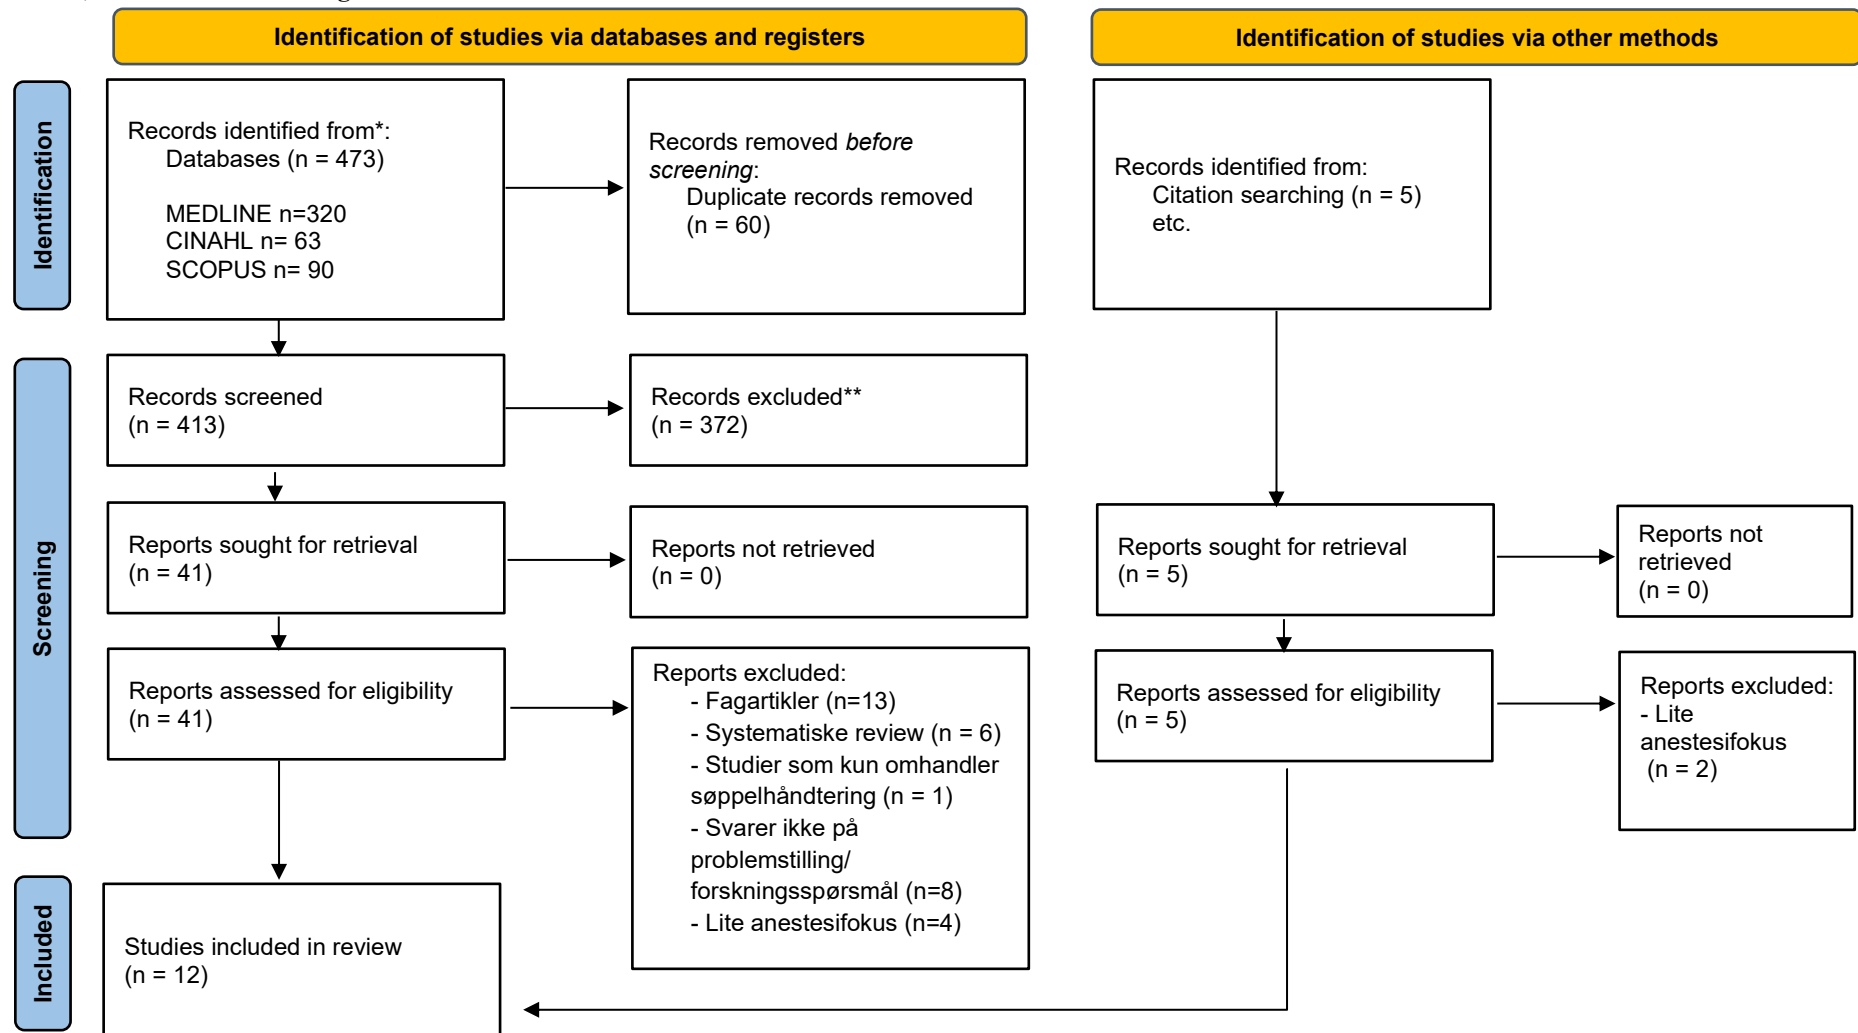 Identification of studies via databases and registers
Identification of studies via other methods
Identification
Records identified from*:
Databases (n = 473)
MEDLINE n=320
CINAHL n= 63
SCOPUS n= 90
Records removed before
screening:
Duplicate records removed
(n = 60)
Records identified from:
Citation searching (n = 5)
etc.
Screening
Records screened
(n = 413)
Records excluded**
(n = 372)
Reports sought for retrieval
(n = 41)
Reports not retrieved
(n = 0)
Reports sought for retrieval
(n = 5)
Reports not
retrieved
(n = 0)
Reports assessed for eligibility
(n = 41)
Reports excluded:
- Fagartikler (n=13)
- Systematiske review (n = 6)
- Studier som kun omhandler
søppelhåndtering (n = 1)
- Svarer ikke på
problemstilling/
forskningsspørsmål (n=8)
- Lite anestesifokus (n=4)
Reports assessed for eligibility
(n = 5)
Reports excluded:
- Lite
anestesifokus
(n = 2)
Included
Studies included in review
(n = 12)